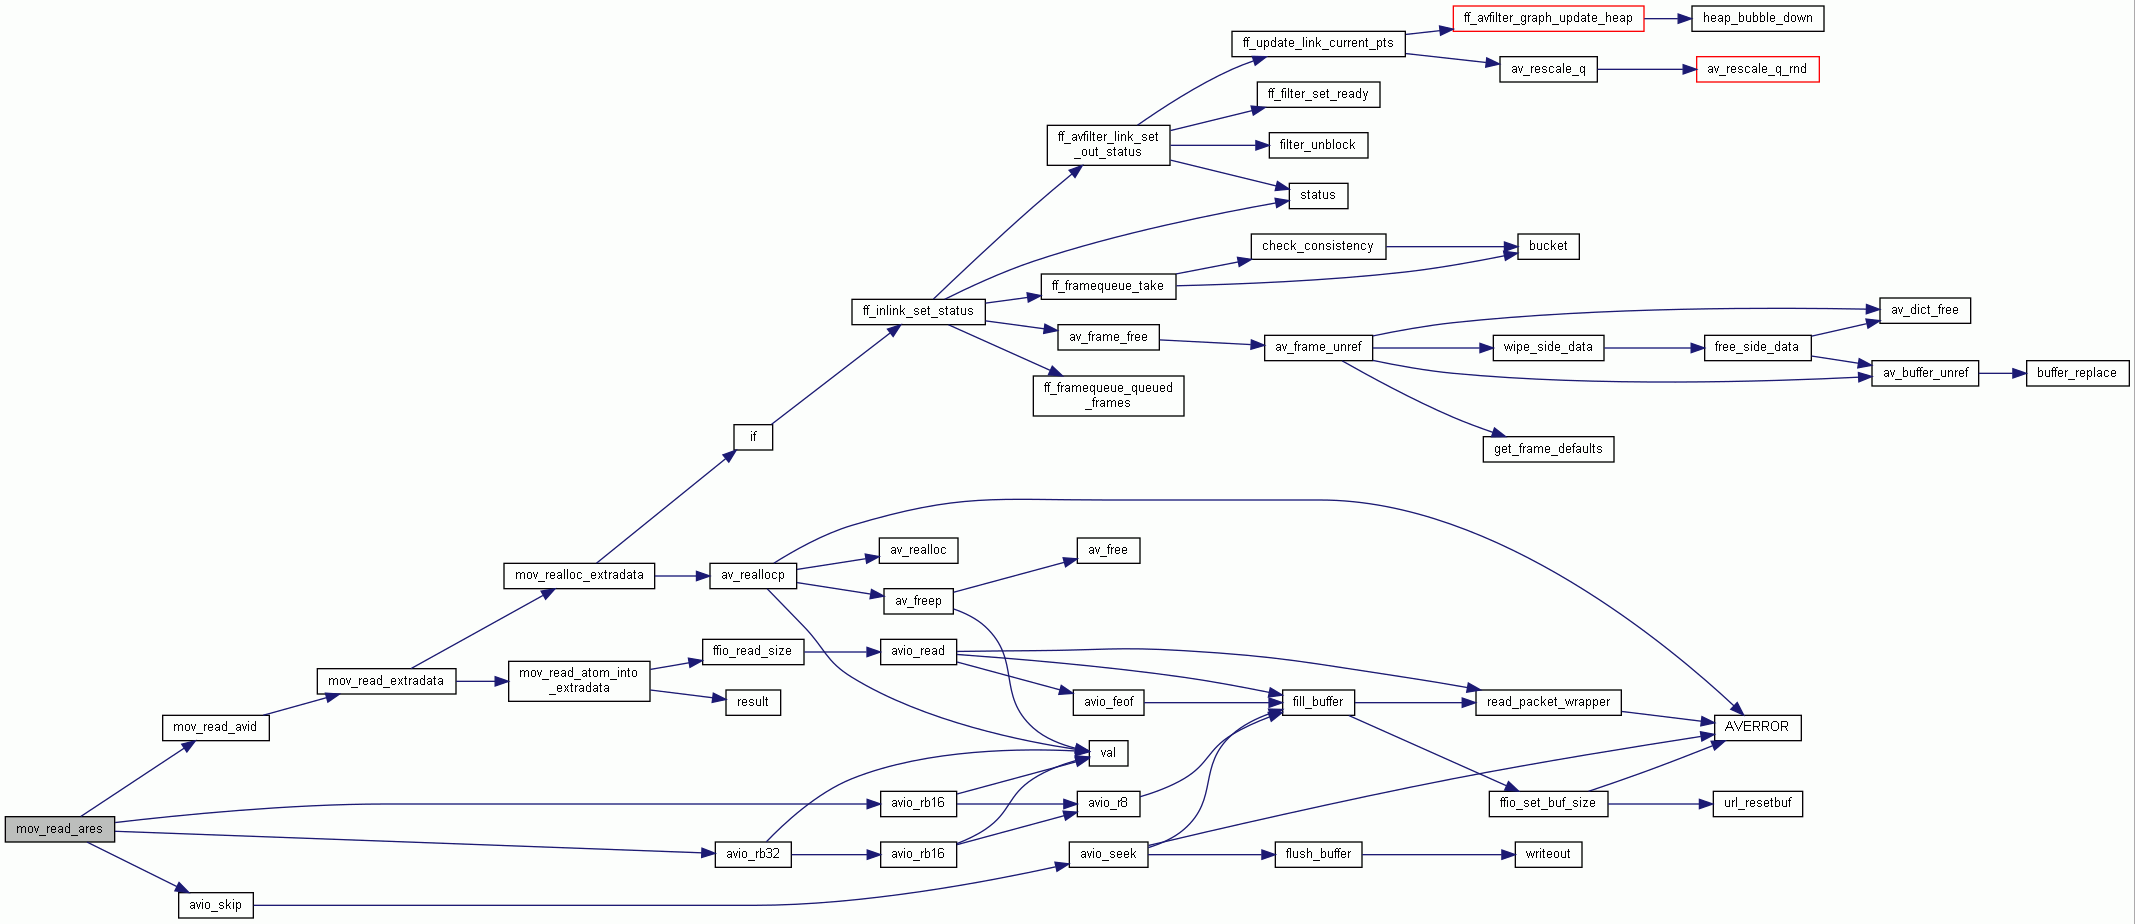 ff_avfilter_graph_update_heap
heap_bubble_down
ff_update_link_current_pts
av_rescale_q
av_rescale_q_rnd
ff_filter_set_ready
ff_avfilter_link_set
_out_status
filter_unblock
status
check_consistency
bucket
ff_framequeue_take
ff_inlink_set_status
av_dict_free
av_frame_free
av_frame_unref
wipe_side_data
free_side_data
av_buffer_unref
buffer_replace
ff_framequeue_queued
_frames
if
get_frame_defaults
av_realloc
av_free
mov_realloc_extradata
av_reallocp
av_freep
ffio_read_size
avio_read
mov_read_extradata
mov_read_atom_into
_extradata
result
avio_feof
fill_buffer
read_packet_wrapper
mov_read_avid
AVERROR
val
avio_rb16
avio_r8
ffio_set_buf_size
url_resetbuf
mov_read_ares
avio_rb32
avio_rb16
avio_seek
flush_buffer
writeout
avio_skip